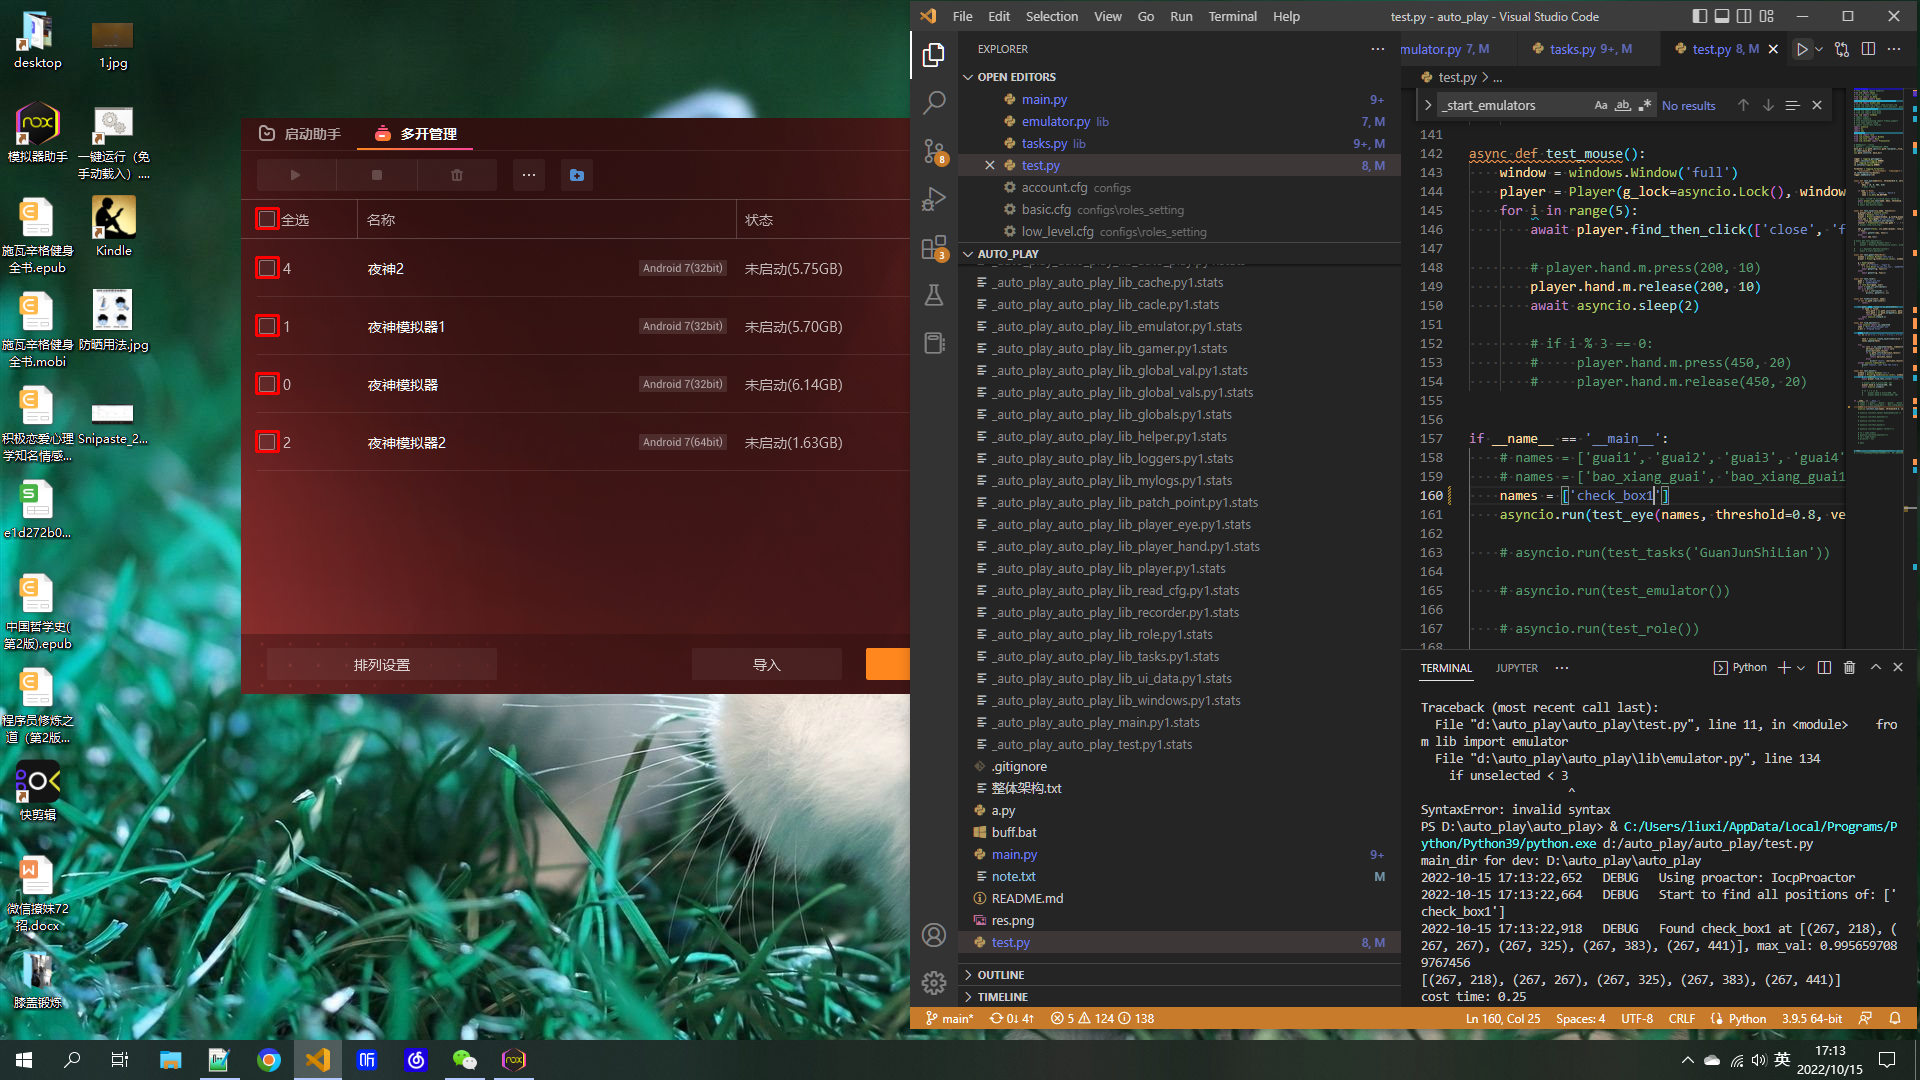 desktop
1.jpg
模拟器助手
一键运行（免
手动载入）....
施瓦辛格健身
全书.epub
Kindle
施瓦辛格健身
全书.mobi
防晒用法.jpg
积极恋爱心理
学知名情感...
Snipaste_2...
e1d272b0...
中国哲学史(
第2版).epub
程序员修炼之
道（第2版...
快剪辑
微信撩妹72
招.docx
膝盖锻炼
启动助手
多开管理
全选
名称
状态
4 夜神2 Android 7(32bit) 未启动(5.75GB)
1 夜神模拟器1 Android 7(32bit) 未启动(5.70GB)
0 夜神模拟器 Android 7(32bit) 未启动(6.14GB)
2 夜神模拟器2 Android 7(64bit) 未启动(1.63GB)
排列设置
导入
File Edit Selection View Go Run Terminal Help
test.py - auto_play - Visual Studio Code
EXPLORER
OPEN EDITORS
main.py 9+
emulator.py lib 7, M
tasks.py lib 9+, M
test.py 8, M
account.cfg configs
basic.cfg configs\roles_setting
low_level.cfg configs\roles_setting
AUTO_PLAY
_auto_play_auto_play_lib_cache.py1.stats
_auto_play_auto_play_lib_cacle.py1.stats
_auto_play_auto_play_lib_emulator.py1.stats
_auto_play_auto_play_lib_gamer.py1.stats
_auto_play_auto_play_lib_global_val.py1.stats
_auto_play_auto_play_lib_global_vals.py1.stats
_auto_play_auto_play_lib_globals.py1.stats
_auto_play_auto_play_lib_helper.py1.stats
_auto_play_auto_play_lib_loggers.py1.stats
_auto_play_auto_play_lib_mylogs.py1.stats
_auto_play_auto_play_lib_patch_point.py1.stats
_auto_play_auto_play_lib_player_eye.py1.stats
_auto_play_auto_play_lib_player_hand.py1.stats
_auto_play_auto_play_lib_player.py1.stats
_auto_play_auto_play_lib_read_cfg.py1.stats
_auto_play_auto_play_lib_recorder.py1.stats
_auto_play_auto_play_lib_role.py1.stats
_auto_play_auto_play_lib_tasks.py1.stats
_auto_play_auto_play_lib_ui_data.py1.stats
_auto_play_auto_play_lib_windows.py1.stats
_auto_play_auto_play_main.py1.stats
_auto_play_auto_play_test.py1.stats
.gitignore
整体架构.txt
a.py
buff.bat
main.py 9+
note.txt M
README.md
res.png
test.py 8, M
OUTLINE
TIMELINE
mulator.py 7, M
tasks.py 9+, M
test.py 8, M
test.py > ...
_start_emulators Aa ab .* No results
141
142 async def test_mouse():
143 window = windows.Window('full')
144 player = Player(g_lock=asyncio.Lock(), window
145 for i in range(5):
146 await player.find_then_click(['close', 'f
147
148 # player.hand.m.press(200, 10)
149 player.hand.m.release(200, 10)
150 await asyncio.sleep(2)
151
152 # if i % 3 == 0:
153 #     player.hand.m.press(450, 20)
154 #     player.hand.m.release(450, 20)
155
156
157 if __name__ == '__main__':
158 # names = ['guai1', 'guai2', 'guai3', 'guai4'
159 # names = ['bao_xiang_guai', 'bao_xiang_guai1
160 names = ['check_box1']
161 asyncio.run(test_eye(names, threshold=0.8, ve
162
163 # asyncio.run(test_tasks('GuanJunShiLian'))
164
165 # asyncio.run(test_emulator())
166
167 # asyncio.run(test_role())
168
TERMINAL JUPYTER ... Python
Traceback (most recent call last):
File "d:\auto_play\auto_play\test.py", line 11, in <module>    fro
m lib import emulator
File "d:\auto_play\auto_play\lib\emulator.py", line 134
if unselected < 3
^
SyntaxError: invalid syntax
PS D:\auto_play\auto_play> & C:/Users/liuxi/AppData/Local/Programs/P
ython/Python39/python.exe d:/auto_play/auto_play/test.py
main_dir for dev: D:\auto_play\auto_play
2022-10-15 17:13:22,652   DEBUG   Using proactor: IocpProactor
2022-10-15 17:13:22,664   DEBUG   Start to find all positions of: ['
check_box1']
2022-10-15 17:13:22,918   DEBUG   Found check_box1 at [(267, 218), (
267, 267), (267, 325), (267, 383), (267, 441)], max_val: 0.995659708
9767456
[(267, 218), (267, 267), (267, 325), (267, 383), (267, 441)]
cost time: 0.25
main* 0↓ 4↑ 5 124 138
Ln 160, Col 25 Spaces: 4 UTF-8 CRLF Python 3.9.5 64-bit
英
17:13
2022/10/15